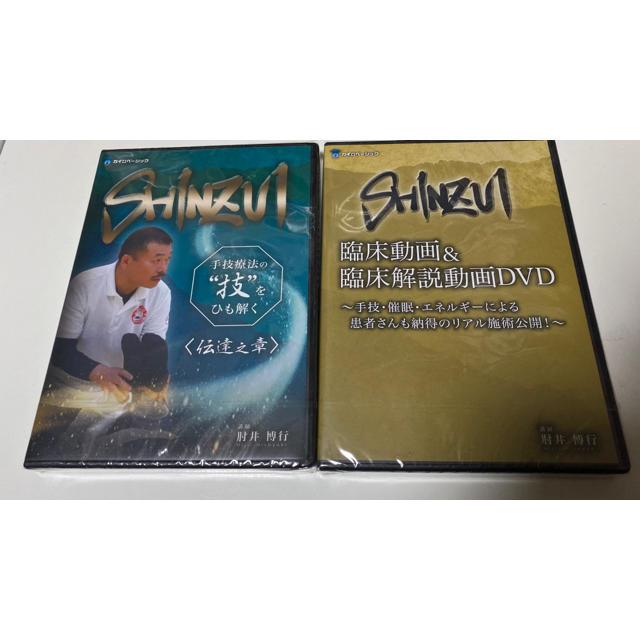 カイロベーシック
SHINZUI
手技療法の
“技”を
ひも解く
〈伝達之章〉
講師
肘井 博行
カイロベーシック
SHINZUI
臨床動画&
臨床解説動画DVD
～手技・催眠・エネルギーによる
患者さんも納得のリアル施術公開！～
講師
肘井 博行